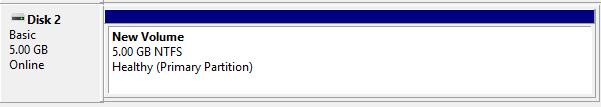 Disk 2
Basic
5.00 GB
Online
New Volume
5.00 GB NTFS
Healthy (Primary Partition)